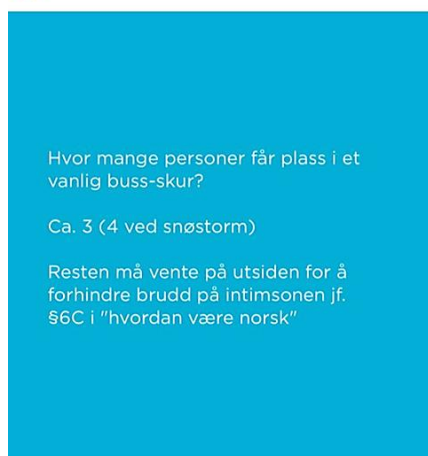 Hvor mange personer får plass i et
vanlig buss-skur?
Ca. 3 (4 ved snøstorm)
Resten må vente på utsiden for å
forhindre brudd på intimsonen jf.
§6C i "hvordan være norsk"